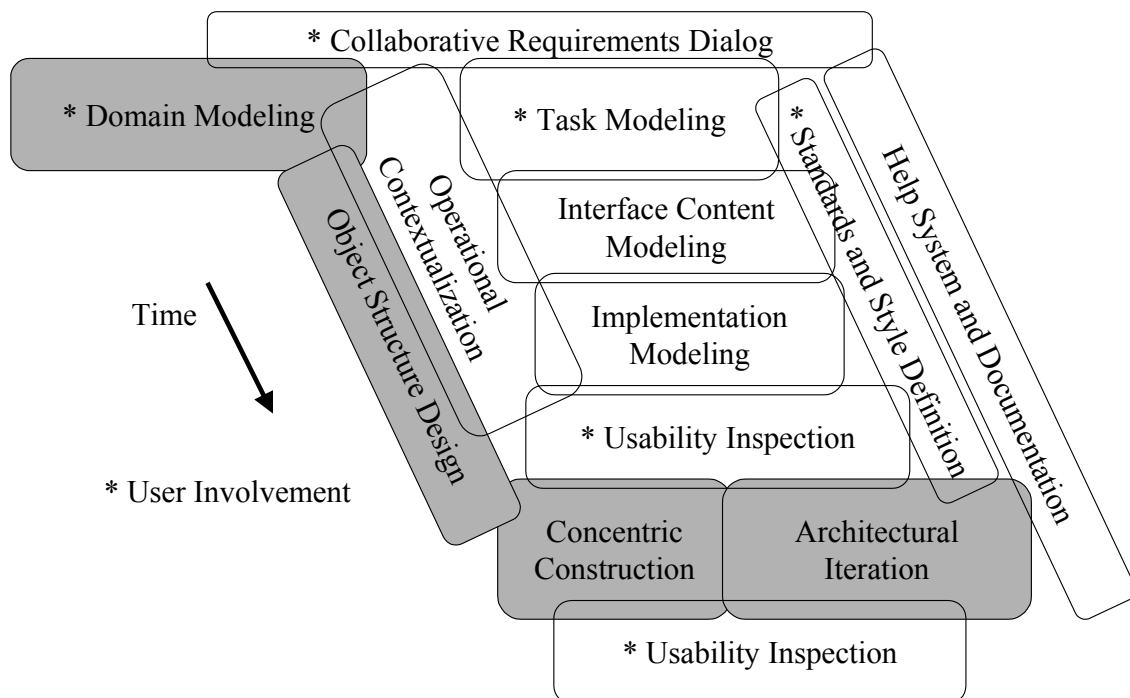 * Collaborative Requirements Dialog
* Domain Modeling
* Task Modeling
Operational
Contextualization
Object Structure Design
Interface Content
Modeling
Implementation
Modeling
* Standards and Style Definition
Help System and Documentation
Time
* Usability Inspection
* User Involvement
Concentric
Construction
Architectural
Iteration
* Usability Inspection